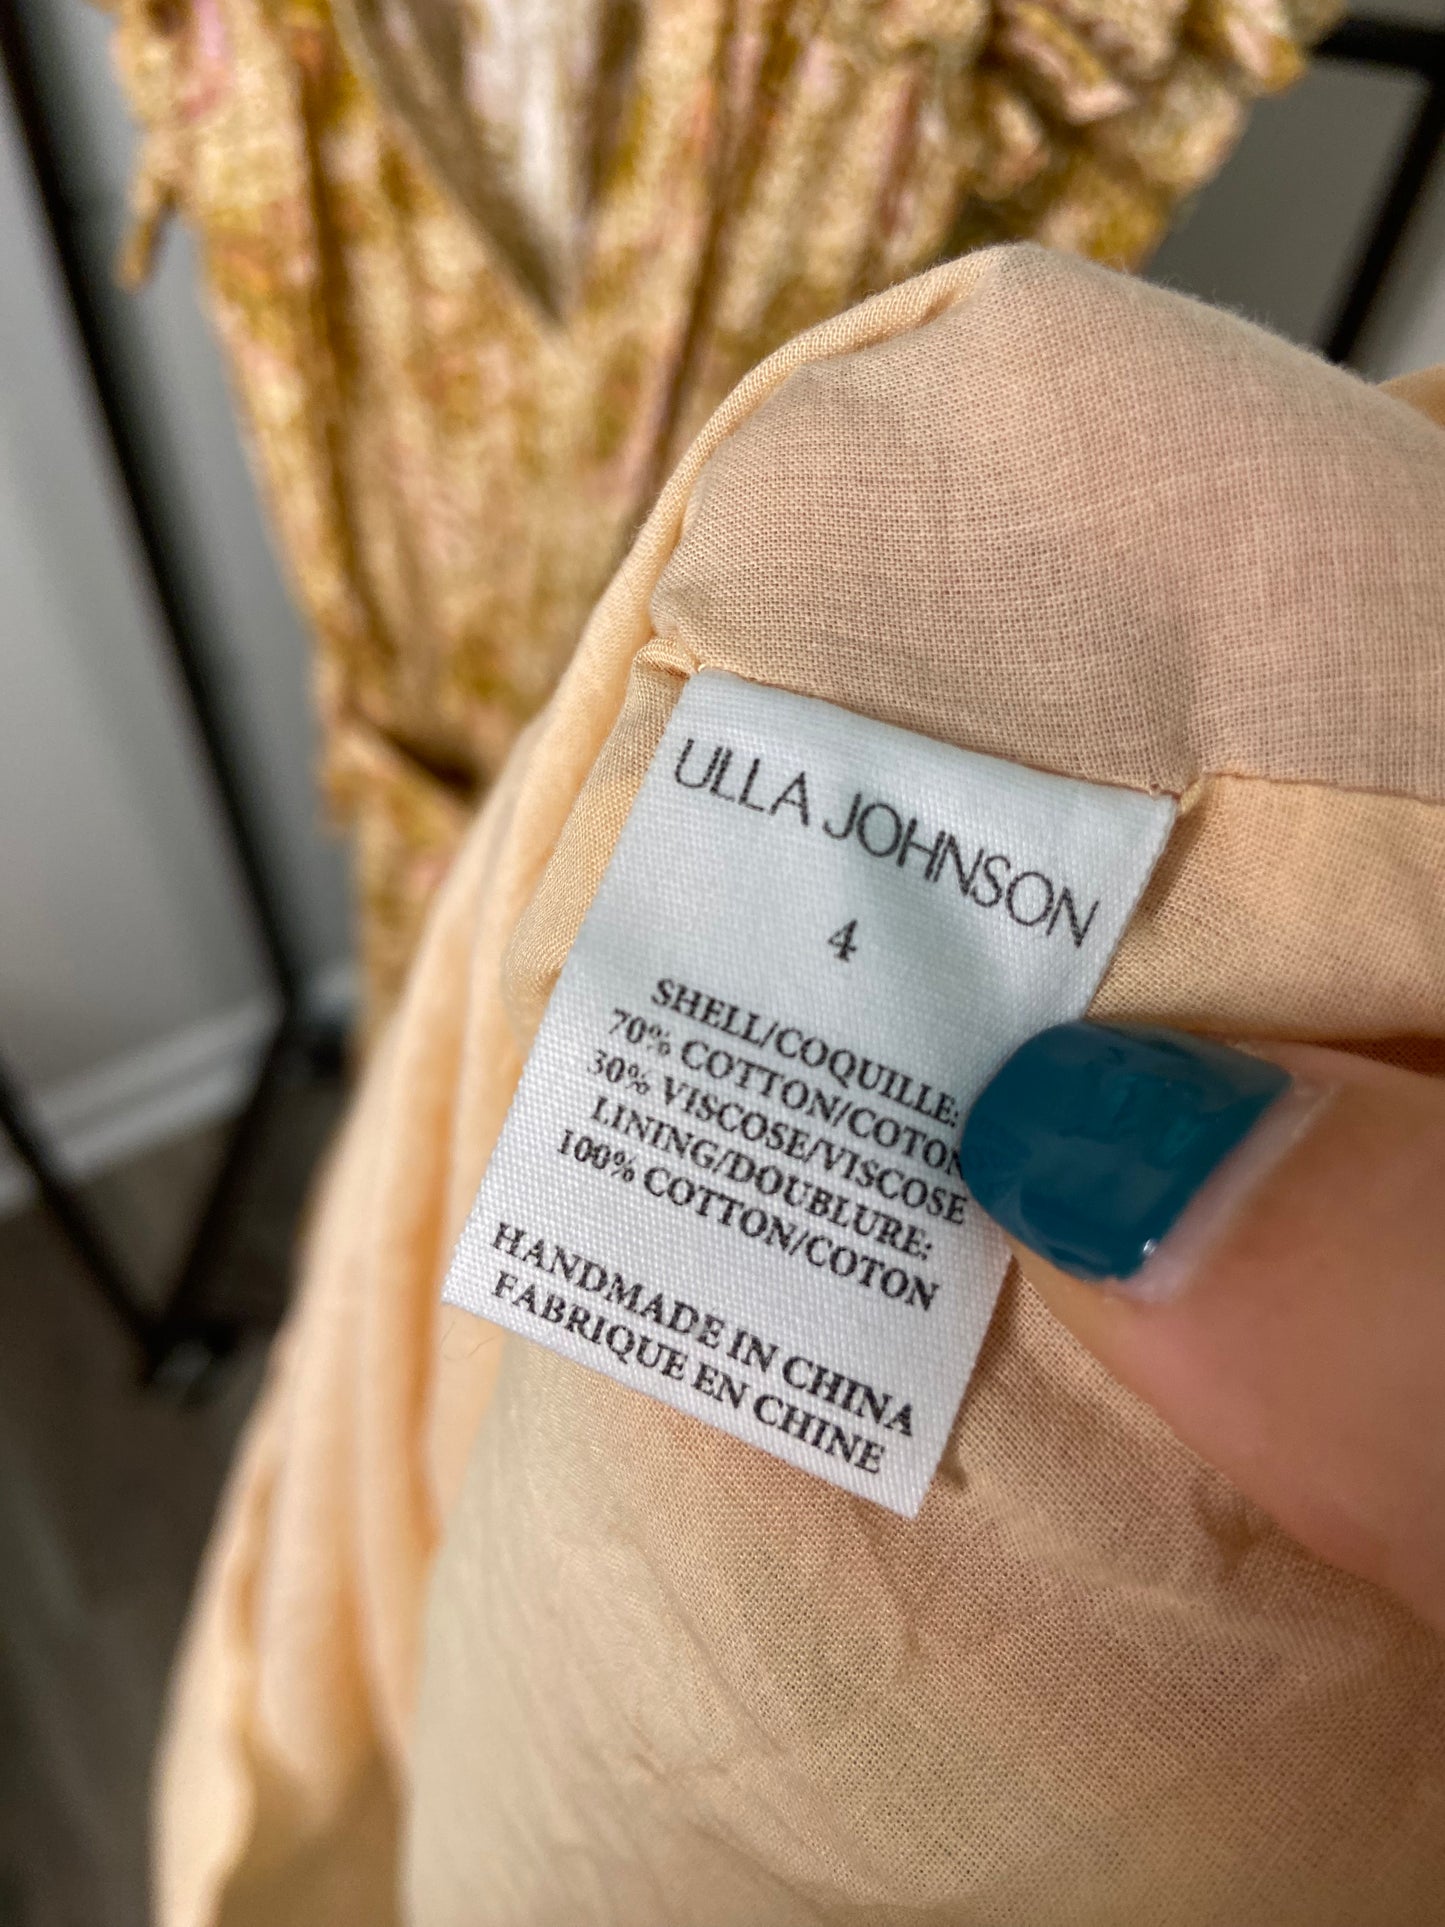 ULLA JOHNSON
4
SHELL/COQUILLE:
70% COTTON/COTON
30% VISCOSE/VISCOSE
LINING/DOUBLURE:
100% COTTON/COTON
HANDMADE IN CHINA
FABRIQUE EN CHINE